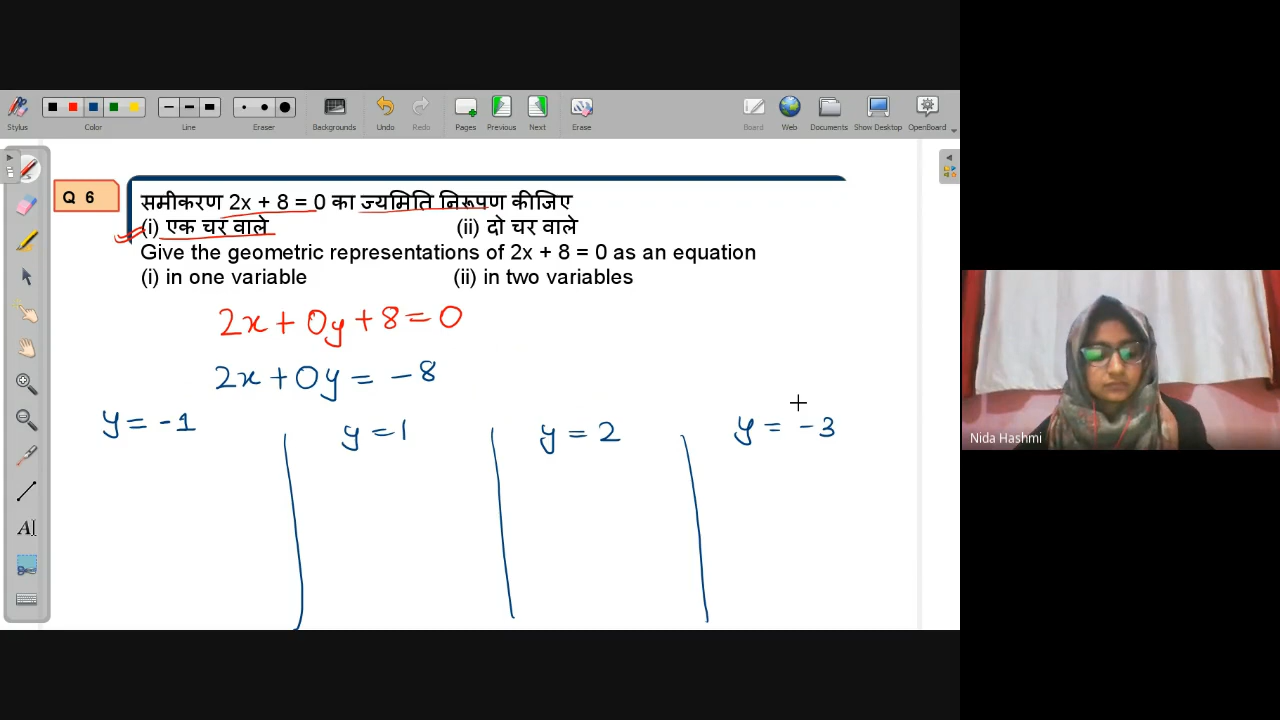 Stylus Color Line Eraser Backgrounds Undo Redo Pages Previous Next Erase Board Web Documents Show Desktop OpenBoard
Q 6
समीकरण 2x + 8 = 0 का ज्यमिति निरूपण कीजिए
(i) एक चर वाले (ii) दो चर वाले
Give the geometric representations of 2x + 8 = 0 as an equation
(i) in one variable (ii) in two variables
2x + 0y + 8 = 0
2x + 0y = -8
y = -1 y = 1 y = 2 y = -3
Nida Hashmi